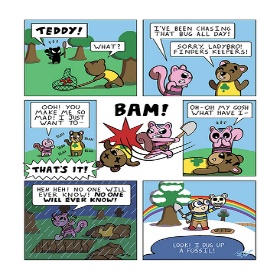 TEDDY!
WHAT?
I'VE BEEN CHASING
THAT BUG ALL DAY!
SORRY, LADYBRO!
FINDERS KEEPERS!
OOH! YOU
MAKE ME SO
MAD! I JUST
WANT TO-
THAT'S IT!
BAM!
OH-OH MY GOSH
WHAT HAVE I-
HEH HEH! NO ONE WILL
EVER KNOW! NO ONE
WILL EVER KNOW!
LOOK! I DUG UP
A FOSSIL!